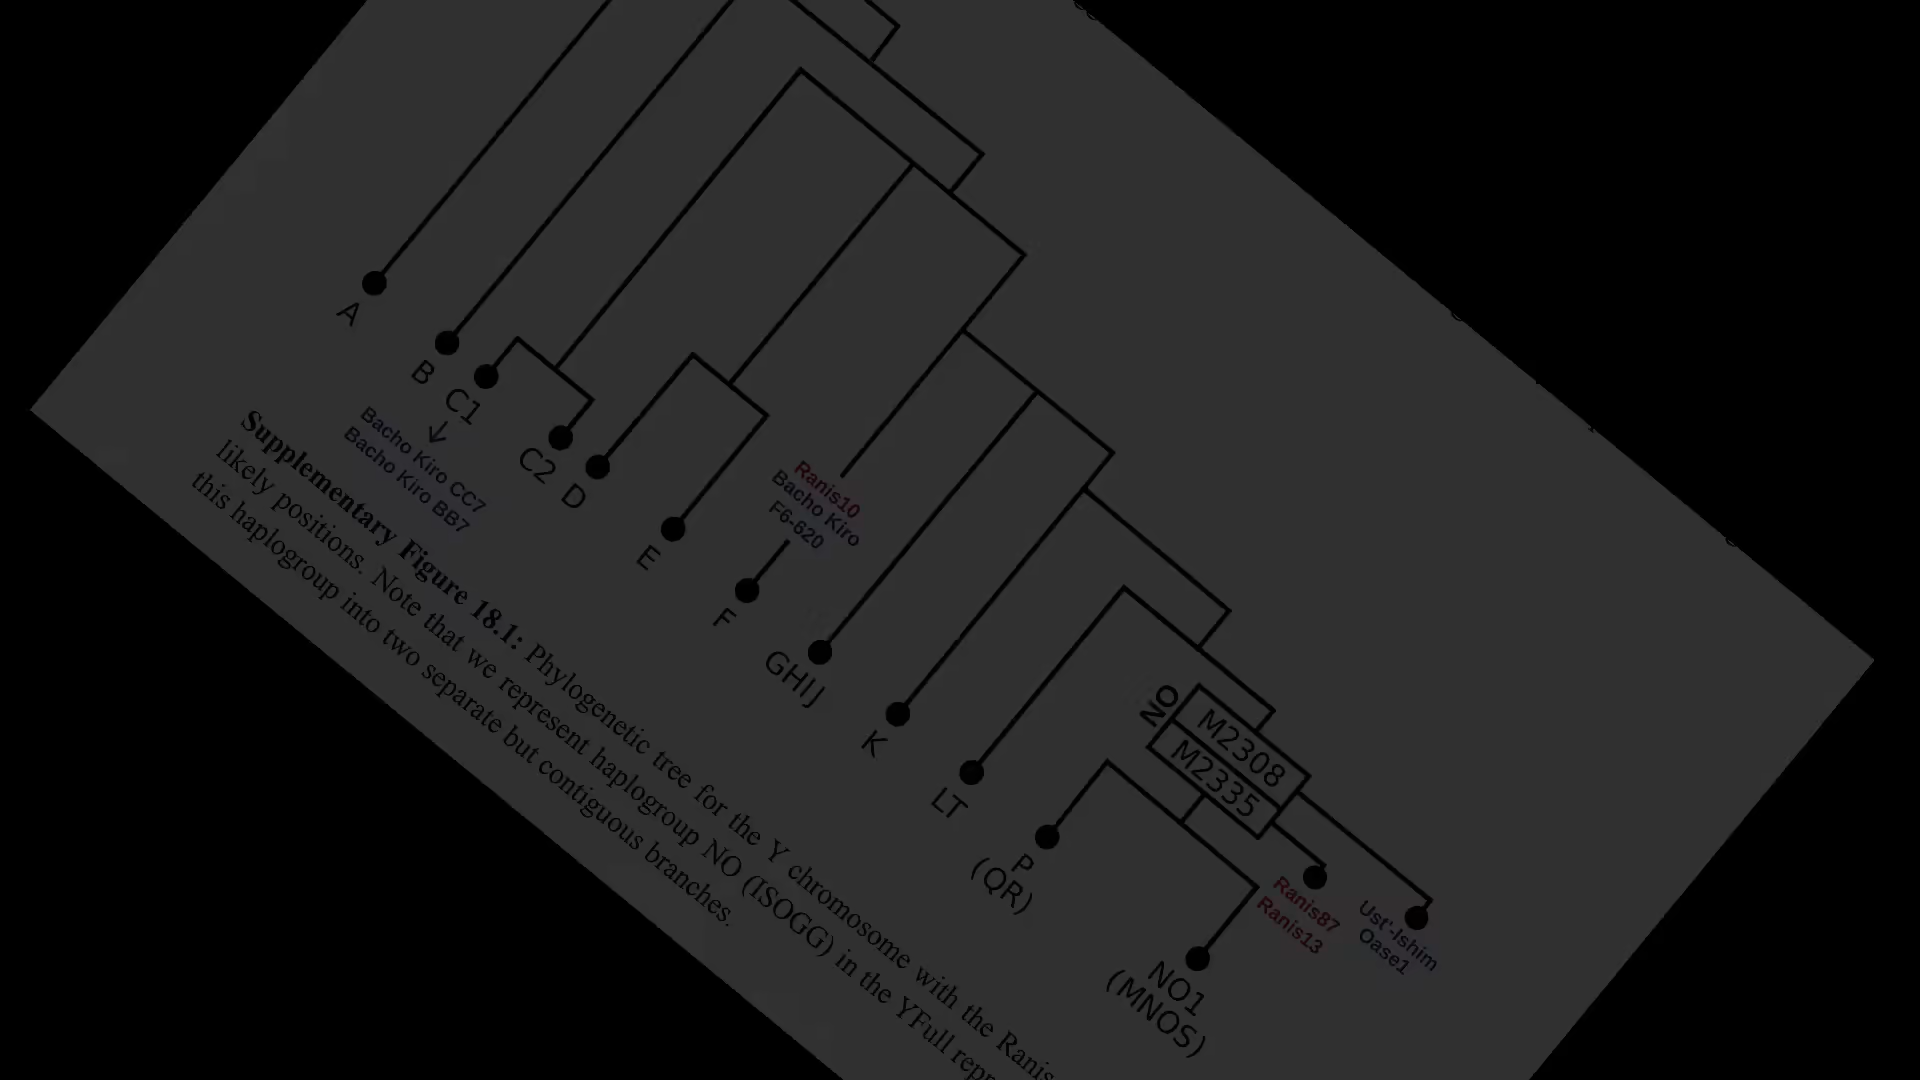 A
B
C1
C2
D
E
F
GHIJ
K
LT
P
(QR)
NO1
(MNOS)
Bacho Kiro CC7
Bacho Kiro BB7
Ranis10
Bacho Kiro
F6-620
NO
M2308
M2335
Ranis87
Ranis13
Ust'-Ishim
Oase1
Supplementary Figure 18.1: Phylogenetic tree for the Y chromosome with the Ranis
likely positions. Note that we represent haplogroup NO (ISOGG) in the YFull
this haplogroup into two separate but contiguous branches.